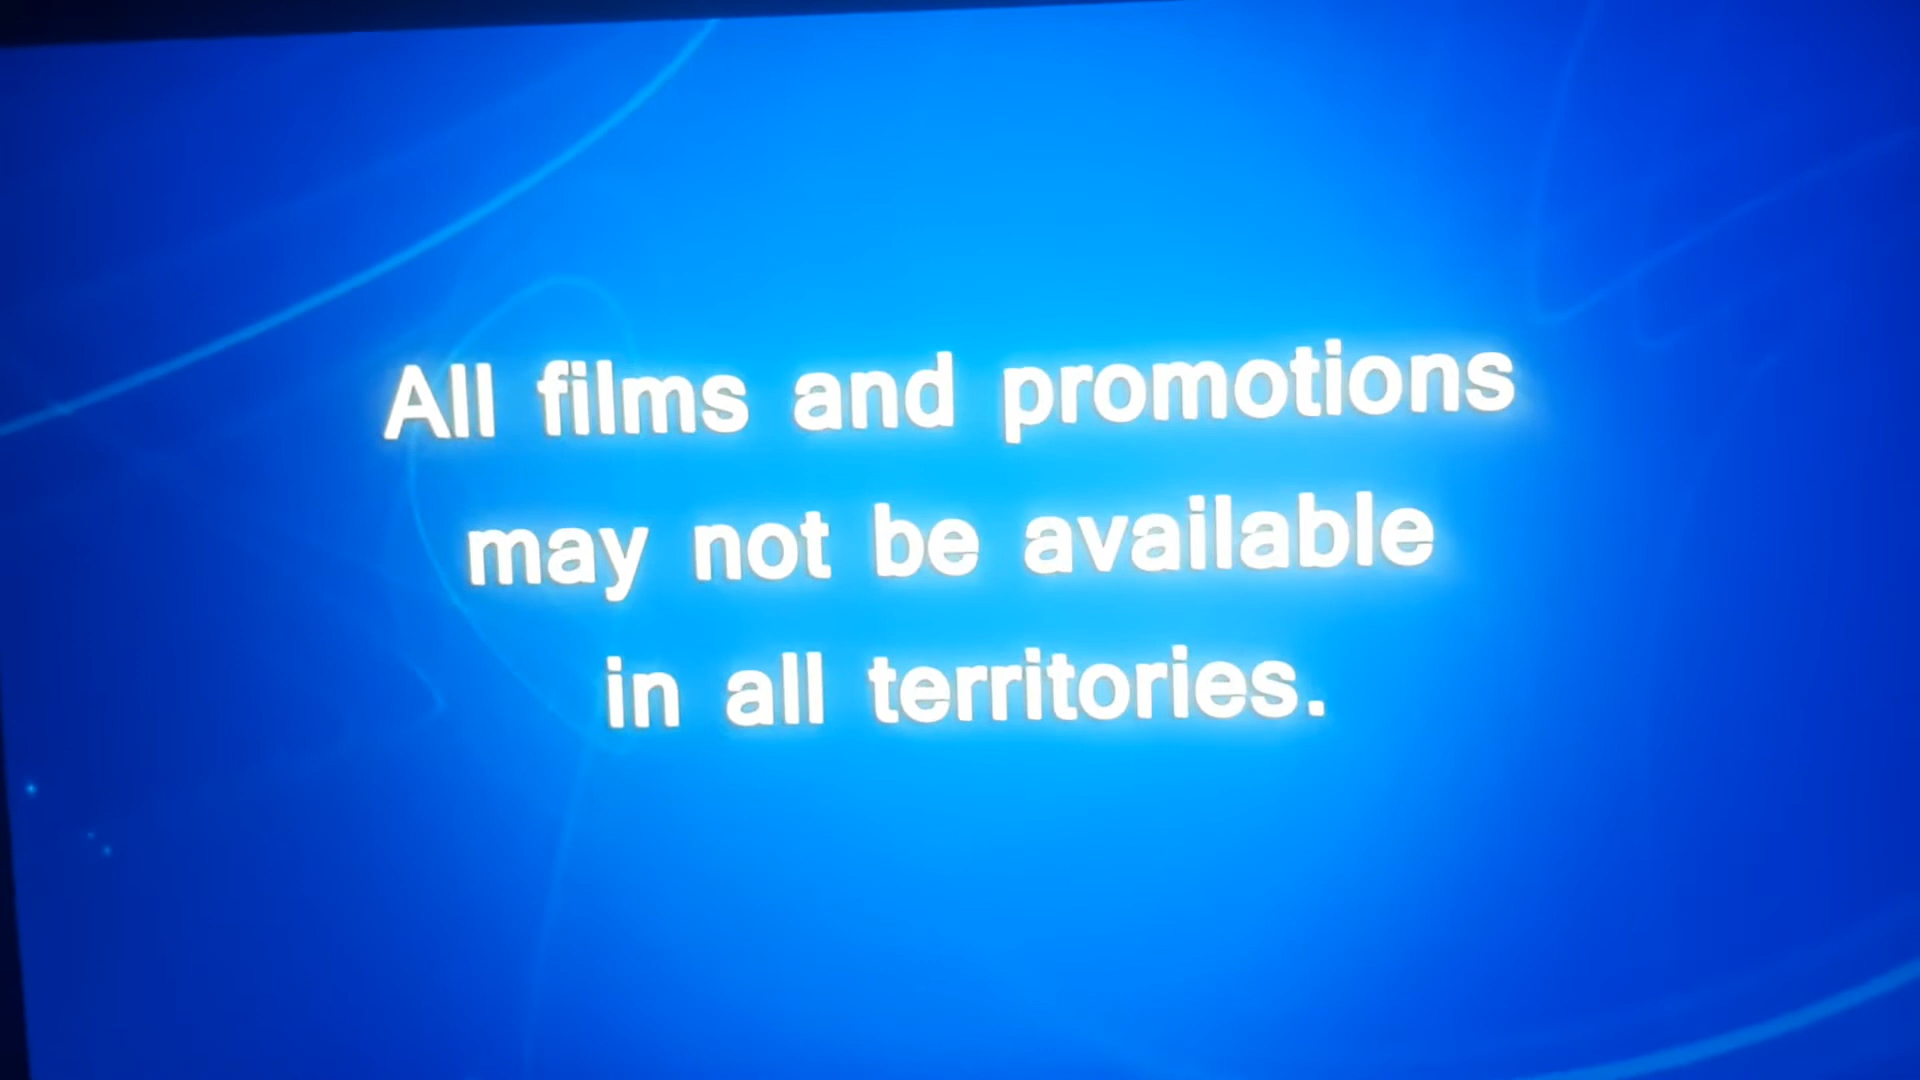 All films and promotions
may not be available
in all territories.